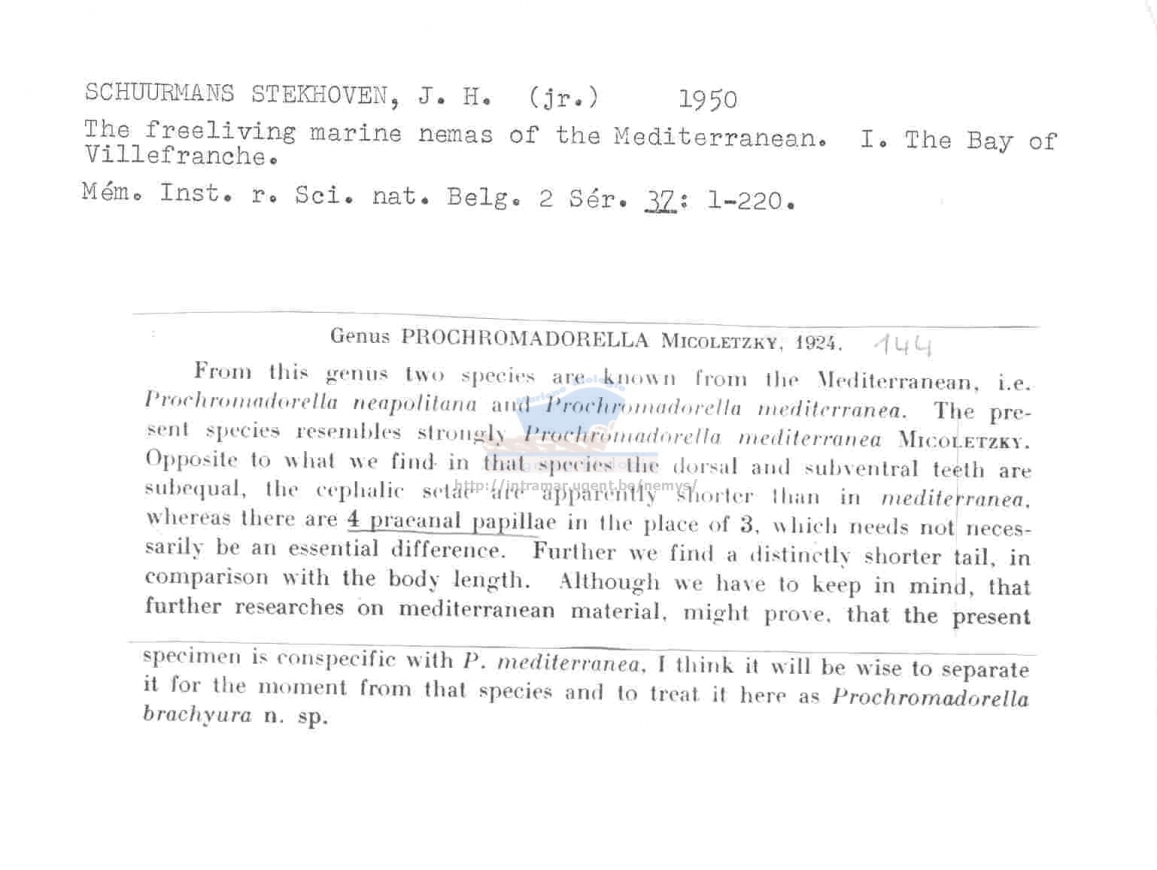 SCHUURMANS STEKHOVEN, J. H. (jr.) 1950
The freeliving marine nemas of the Mediterranean. I. The Bay of
Villefranche.
Mém. Inst. r. Sci. nat. Belg. 2 Sér. 37: 1-220.
Genus PROCHROMADORELLA MICOLETZKY, 1924. 144
From this genus two species are known from the Mediterranean, i.e.
Prochromadorella neapolitana and Prochromadorella mediterranea. The pre-
sent species resembles strongly Prochromadorella mediterranea MICOLETZKY.
Opposite to what we find in that species the dorsal and subventral teeth are
subequal, the cephalic setae are apparently shorter than in mediterranea,
http://intramar.ugent.be/nemys/
whereas there are 4 praeanal papillae in the place of 3, which needs not neces-
sarily be an essential difference. Further we find a distinctly shorter tail, in
comparison with the body length. Although we have to keep in mind, that
further researches on mediterranean material, might prove, that the present
specimen is conspecific with P. mediterranea, I think it will be wise to separate
it for the moment from that species and to treat it here as Prochromadorella
brachyura n. sp.